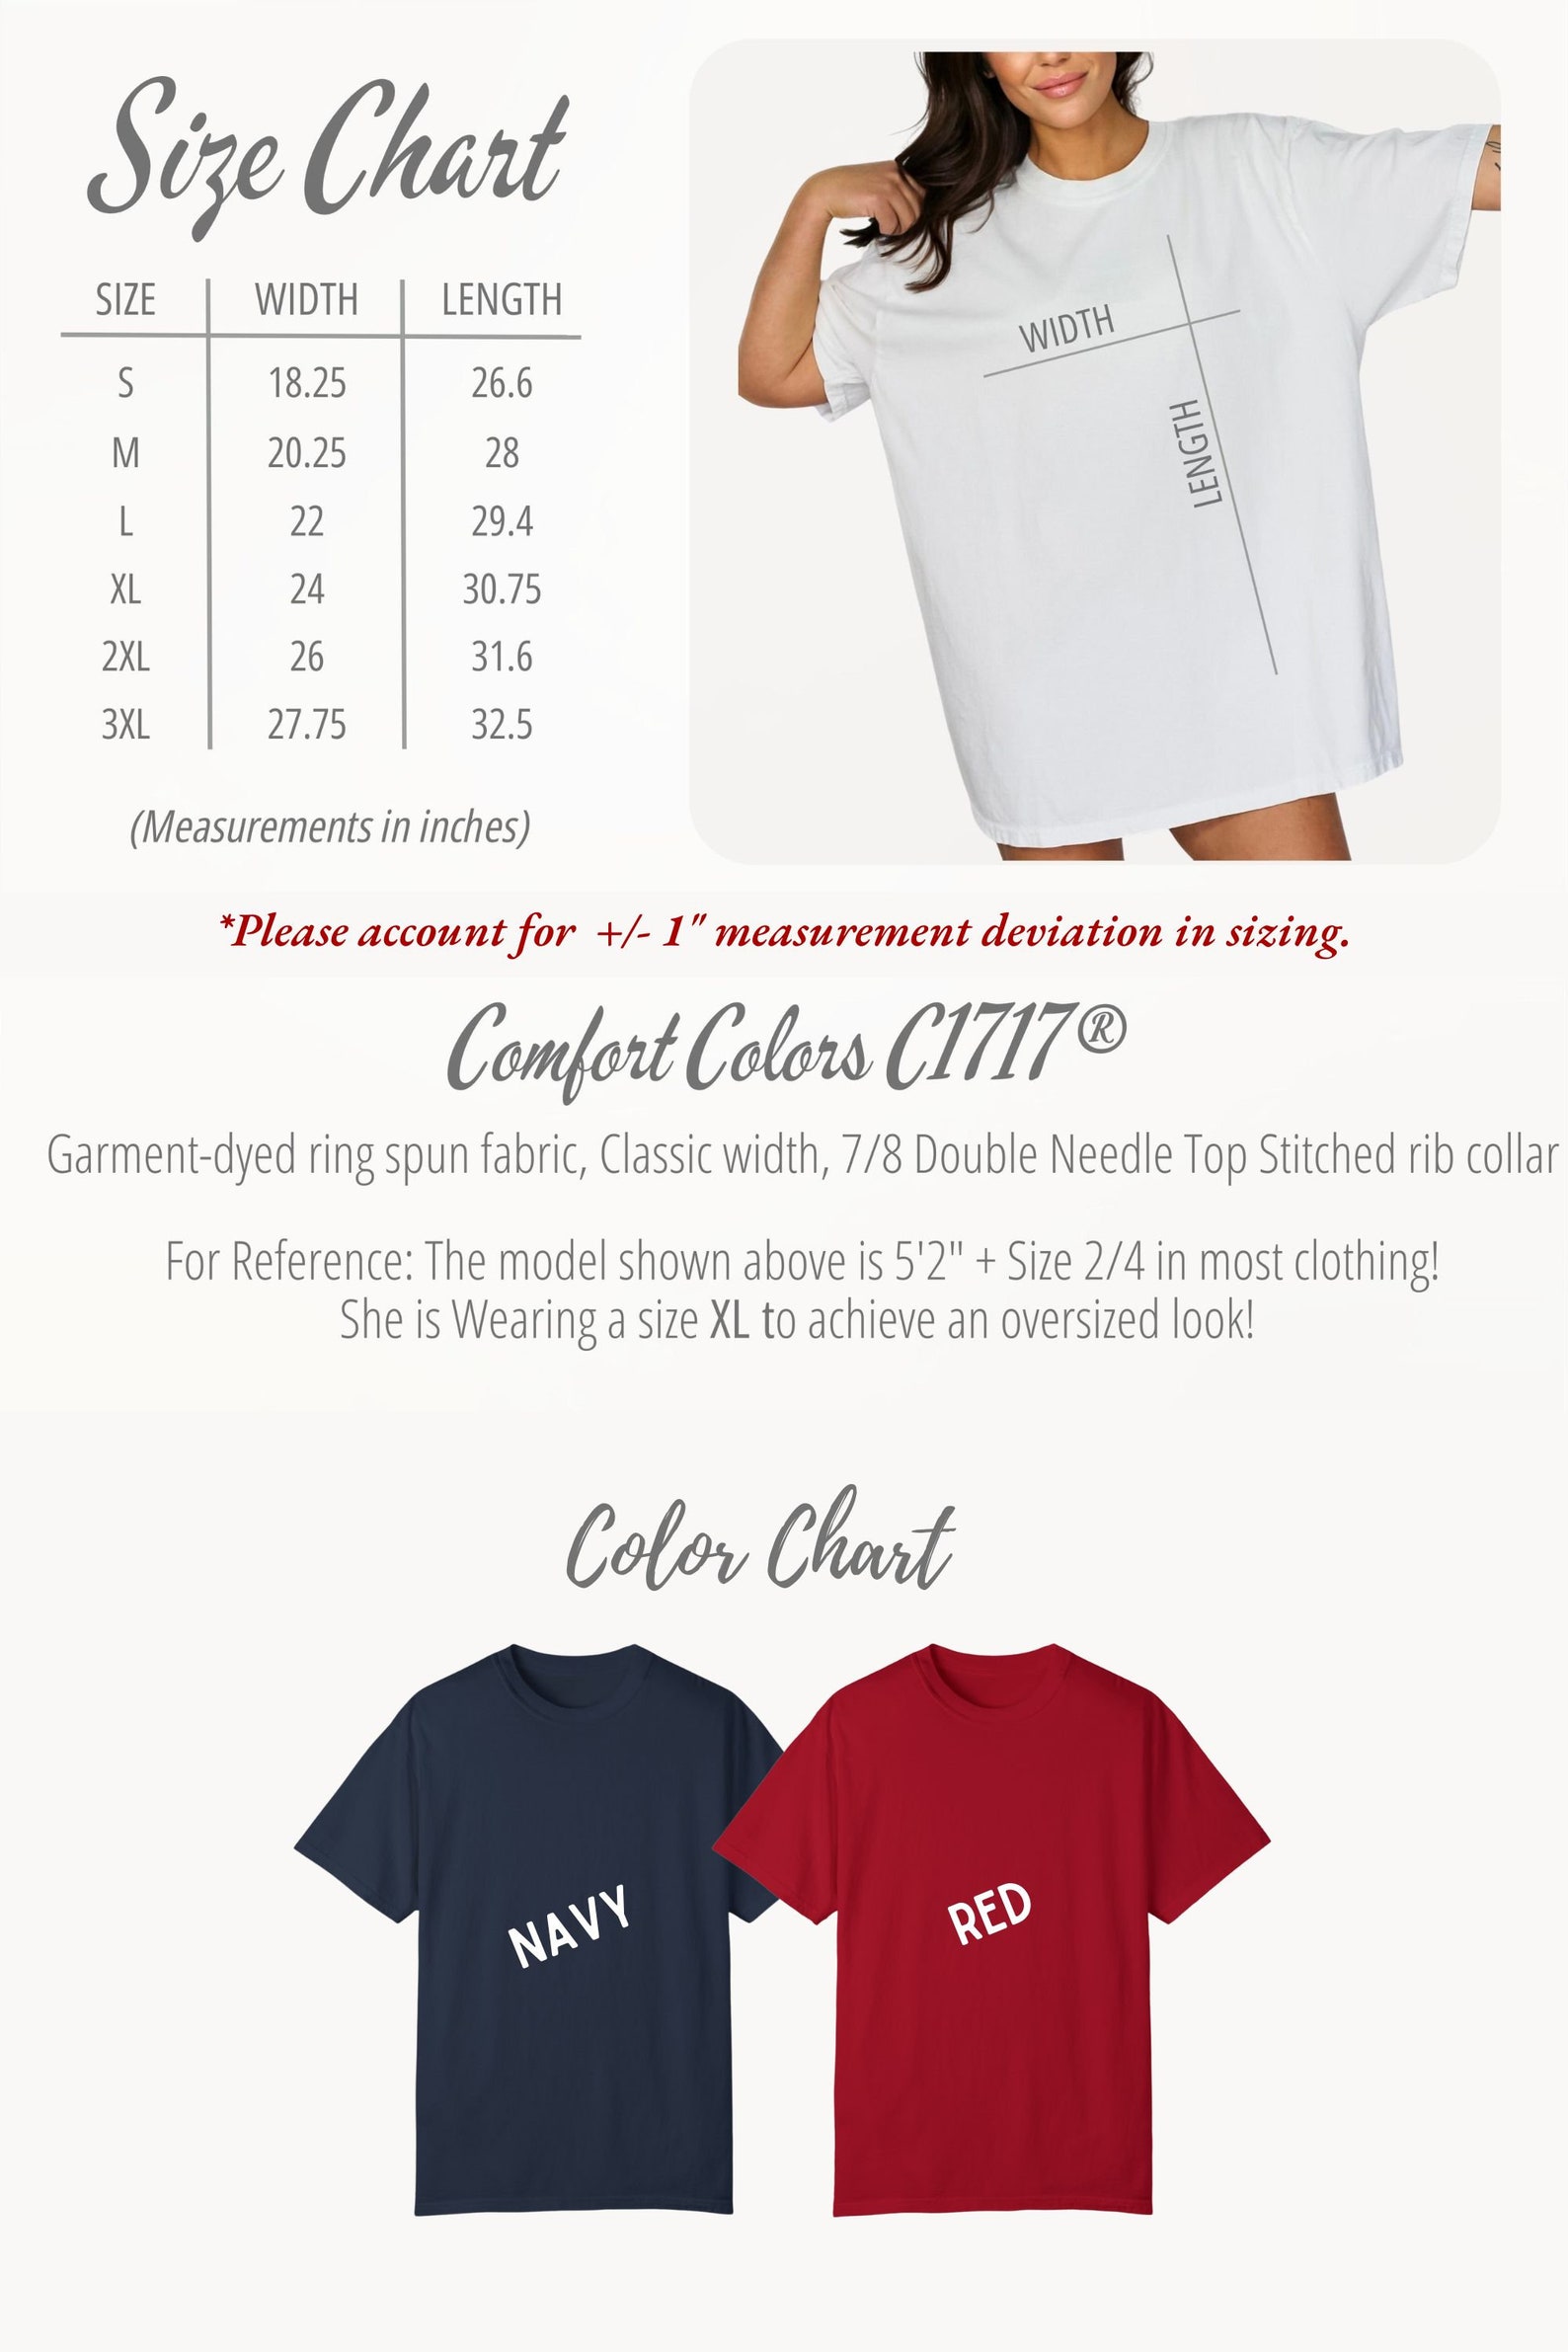 Size Chart
SIZE WIDTH LENGTH
S 18.25 26.6
M 20.25 28
L 22 29.4
XL 24 30.75
2XL 26 31.6
3XL 27.75 32.5
(Measurements in inches)
WIDTH
LENGTH
*Please account for +/- 1" measurement deviation in sizing.
Comfort Colors C1717®
Garment-dyed ring spun fabric, Classic width, 7/8 Double Needle Top Stitched rib collar
For Reference: The model shown above is 5'2" + Size 2/4 in most clothing!
She is Wearing a size XL to achieve an oversized look!
Color Chart
NAVY
RED